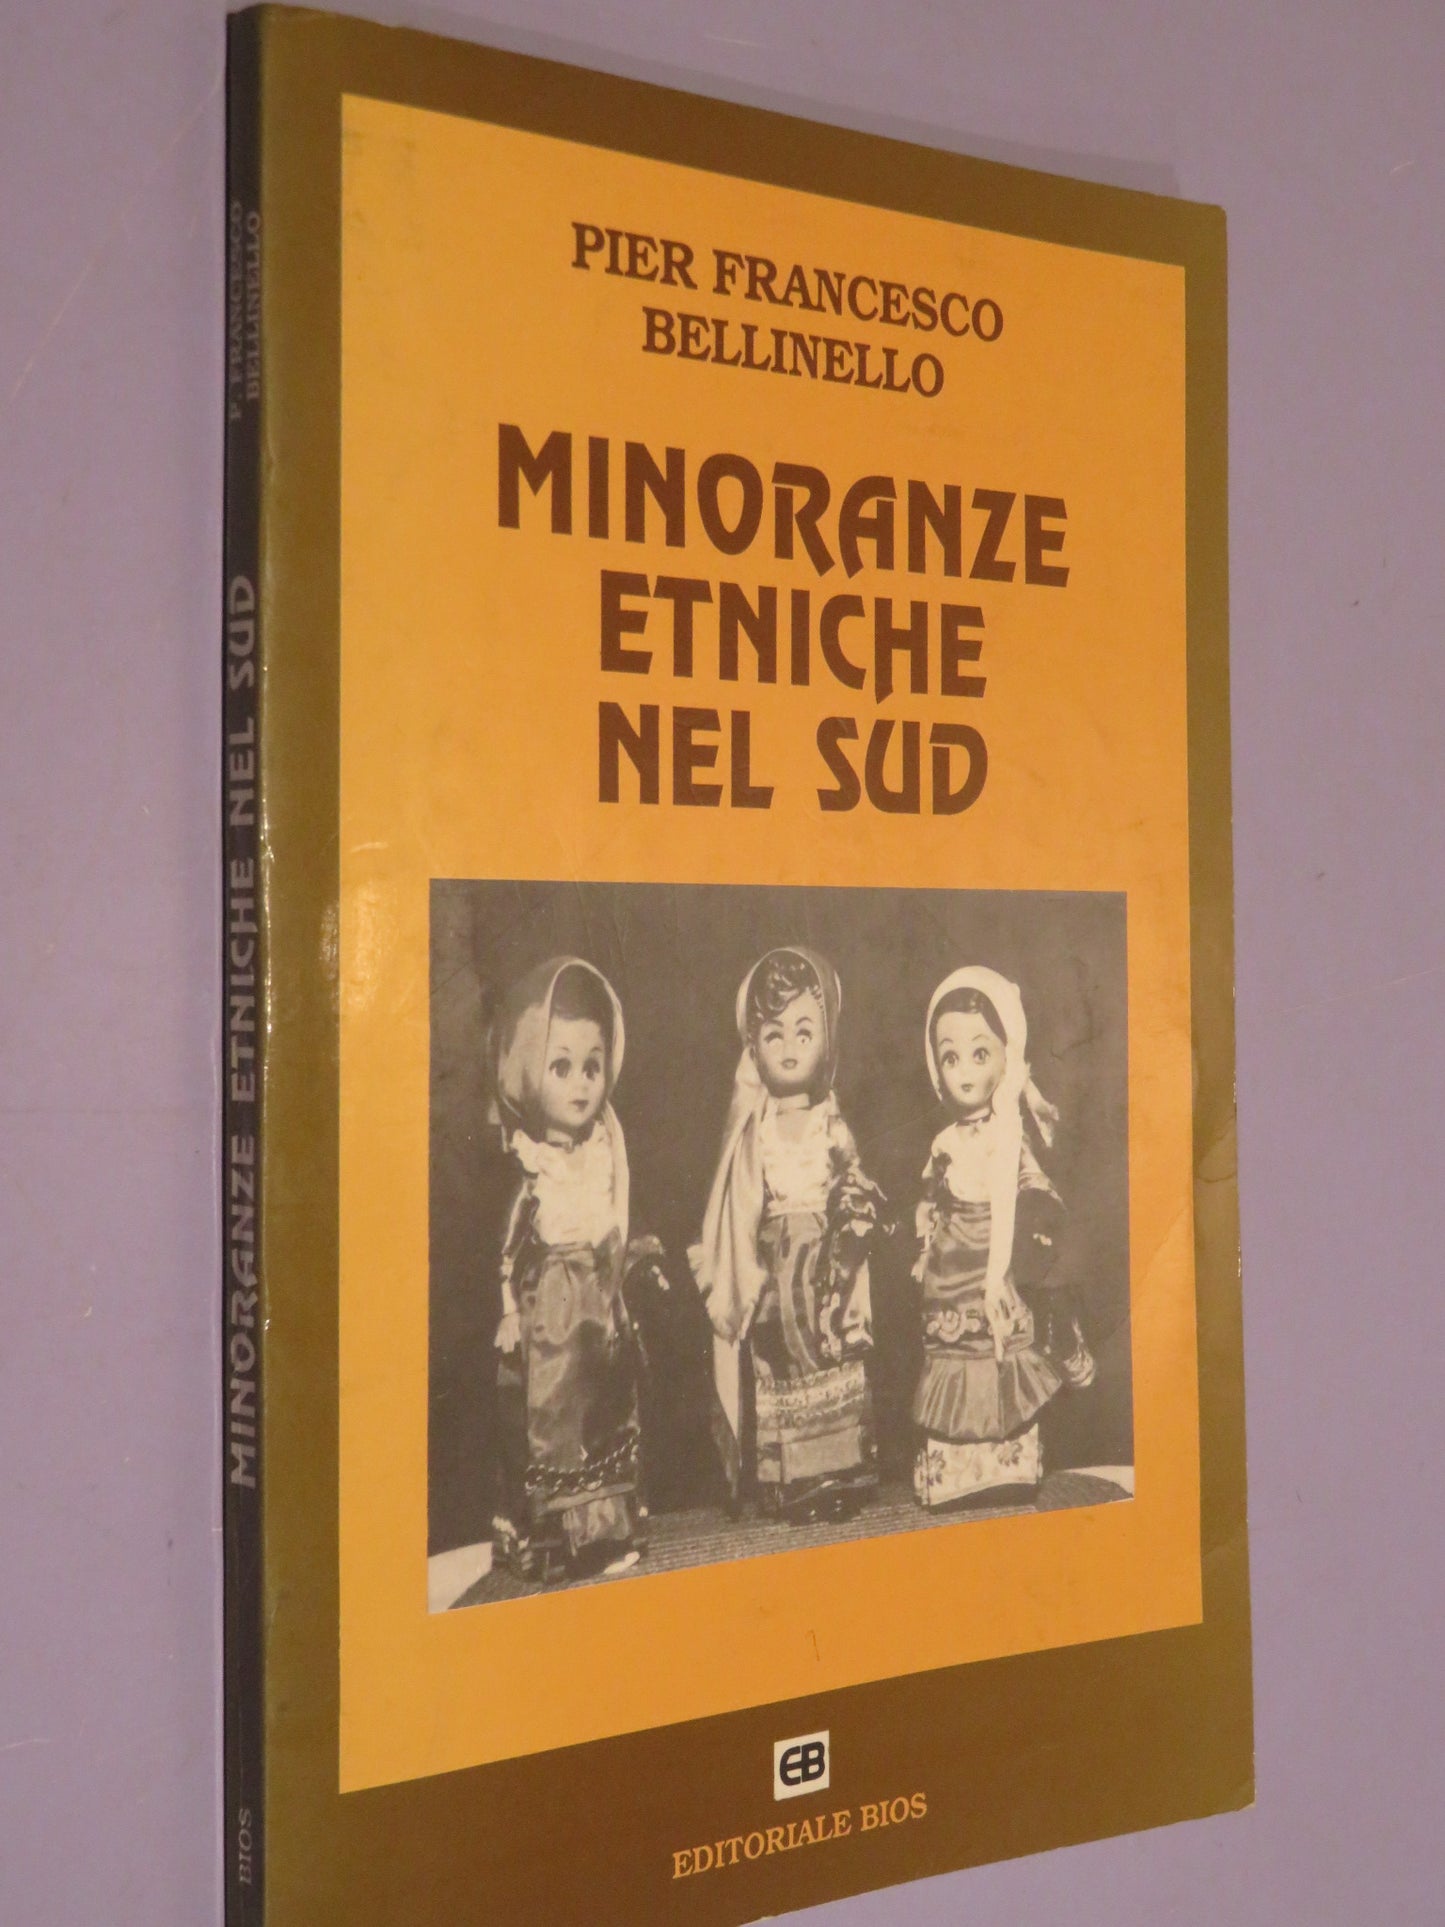 PIER FRANCESCO
BELLINELLO
MINORANZE
ETNICHE
NEL SUD
EB
EDITORIALE BIOS
P. FRANCESCO
BELLINELLO
MINORANZE ETNICHE NEL SUD
BIOS